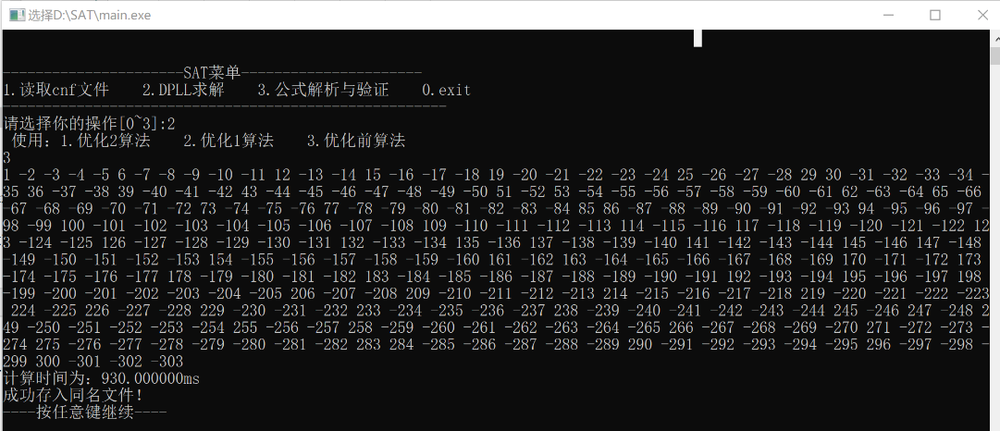 选择D:\SAT\main.exe
----------------------SAT菜单----------------------
1.读取cnf文件    2.DPLL求解    3.公式解析与验证    0.exit
-----------------------------------------------------
请选择你的操作[0~3]:2
 使用：1.优化2算法    2.优化1算法    3.优化前算法
3
1 -2 -3 -4 -5 6 -7 -8 -9 -10 -11 12 -13 -14 15 -16 -17 -18 19 -20 -21 -22 -23 -24 25 -26 -27 -28 29 30 -31 -32 -33 -34 -
35 36 -37 -38 39 -40 -41 -42 43 -44 -45 -46 -47 -48 -49 -50 51 -52 53 -54 -55 -56 -57 -58 -59 -60 -61 62 -63 -64 65 -66
-67 -68 -69 -70 -71 -72 73 -74 -75 -76 77 -78 -79 -80 -81 -82 -83 -84 85 86 -87 -88 -89 -90 -91 -92 -93 94 -95 -96 -97 -
98 -99 100 -101 -102 -103 -104 -105 -106 -107 -108 109 -110 -111 -112 -113 114 -115 -116 117 -118 -119 -120 -121 -122 12
3 -124 -125 126 -127 -128 -129 -130 -131 132 -133 -134 135 -136 137 -138 -139 -140 141 -142 -143 -144 145 -146 147 -148
-149 -150 -151 -152 -153 154 -155 -156 -157 -158 -159 -160 161 -162 163 -164 -165 -166 -167 -168 -169 170 -171 -172 173
-174 -175 -176 -177 178 -179 -180 -181 -182 183 -184 -185 -186 -187 -188 -189 -190 -191 192 -193 -194 195 -196 -197 198
-199 -200 -201 -202 -203 -204 -205 206 -207 -208 209 -210 -211 -212 -213 214 -215 -216 -217 -218 219 -220 -221 -222 -223
 224 -225 226 -227 -228 229 -230 -231 -232 233 -234 -235 -236 -237 238 -239 -240 -241 -242 -243 -244 245 -246 247 -248 2
49 -250 -251 -252 -253 -254 255 -256 -257 258 -259 -260 -261 -262 -263 -264 -265 266 -267 -268 -269 -270 271 -272 -273 -
274 275 -276 -277 -278 -279 -280 -281 -282 283 284 -285 -286 -287 -288 -289 290 -291 -292 -293 -294 -295 296 -297 -298 -
299 300 -301 -302 -303
计算时间为：930.000000ms
成功存入同名文件！
----按任意键继续----